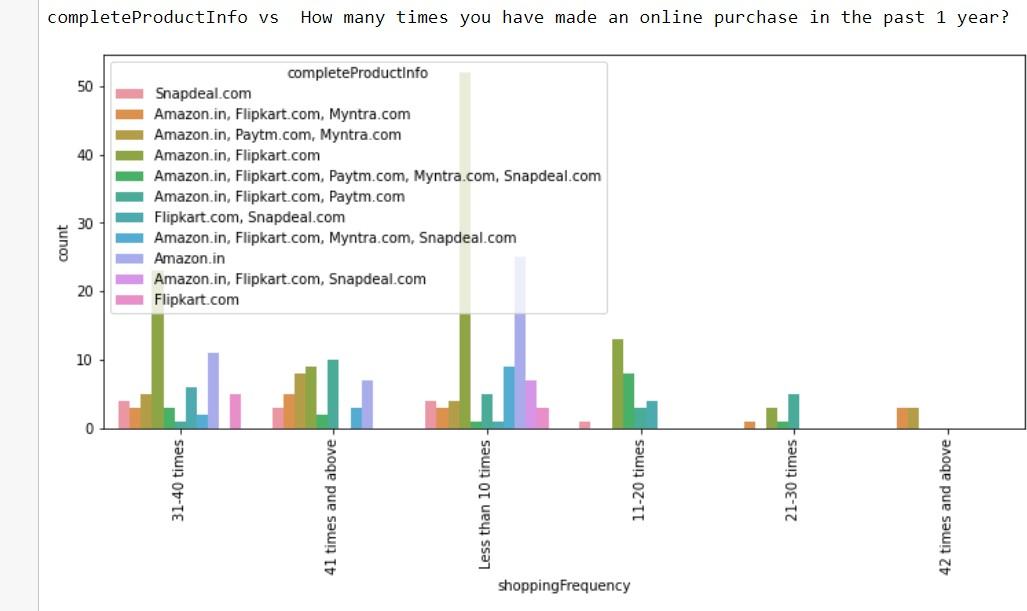 completeProductInfo vs  How many times you have made an online purchase in the past 1 year?
completeProductInfo
Snapdeal.com
Amazon.in, Flipkart.com, Myntra.com
Amazon.in, Paytm.com, Myntra.com
Amazon.in, Flipkart.com
Amazon.in, Flipkart.com, Paytm.com, Myntra.com, Snapdeal.com
Amazon.in, Flipkart.com, Paytm.com
Flipkart.com, Snapdeal.com
Amazon.in, Flipkart.com, Myntra.com, Snapdeal.com
Amazon.in
Amazon.in, Flipkart.com, Snapdeal.com
Flipkart.com
count
50
40
30
20
10
0
31-40 times
41 times and above
Less than 10 times
11-20 times
21-30 times
42 times and above
shoppingFrequency